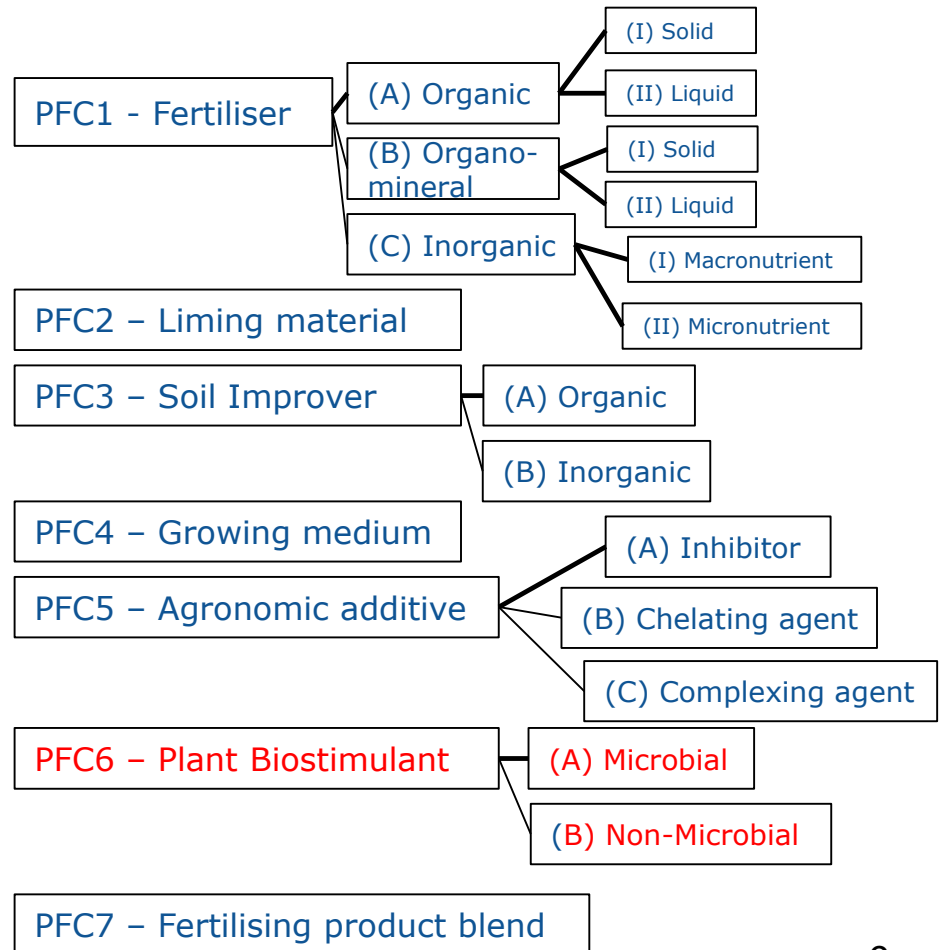 PFC1 - Fertiliser
(A) Organic
(I) Solid
(II) Liquid
(B) Organo-
mineral
(I) Solid
(II) Liquid
(C) Inorganic
(I) Macronutrient
(II) Micronutrient
PFC2 – Liming material
PFC3 – Soil Improver
(A) Organic
(B) Inorganic
PFC4 – Growing medium
PFC5 – Agronomic additive
(A) Inhibitor
(B) Chelating agent
(C) Complexing agent
PFC6 – Plant Biostimulant
(A) Microbial
(B) Non-Microbial
PFC7 – Fertilising product blend